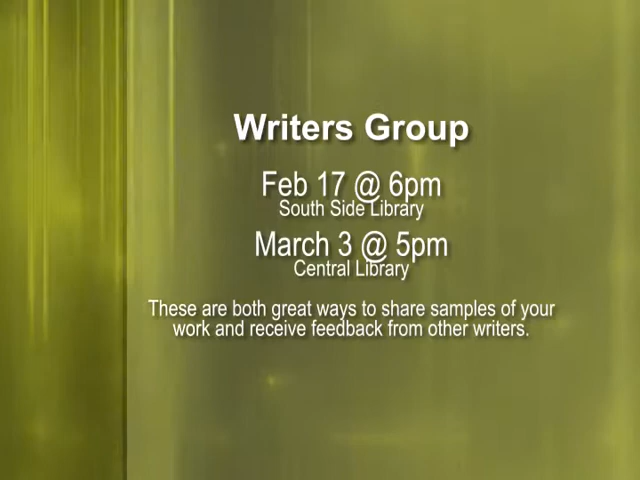 Writers Group
Feb 17 @ 6pm
South Side Library
March 3 @ 5pm
Central Library
These are both great ways to share samples of your
work and receive feedback from other writers.